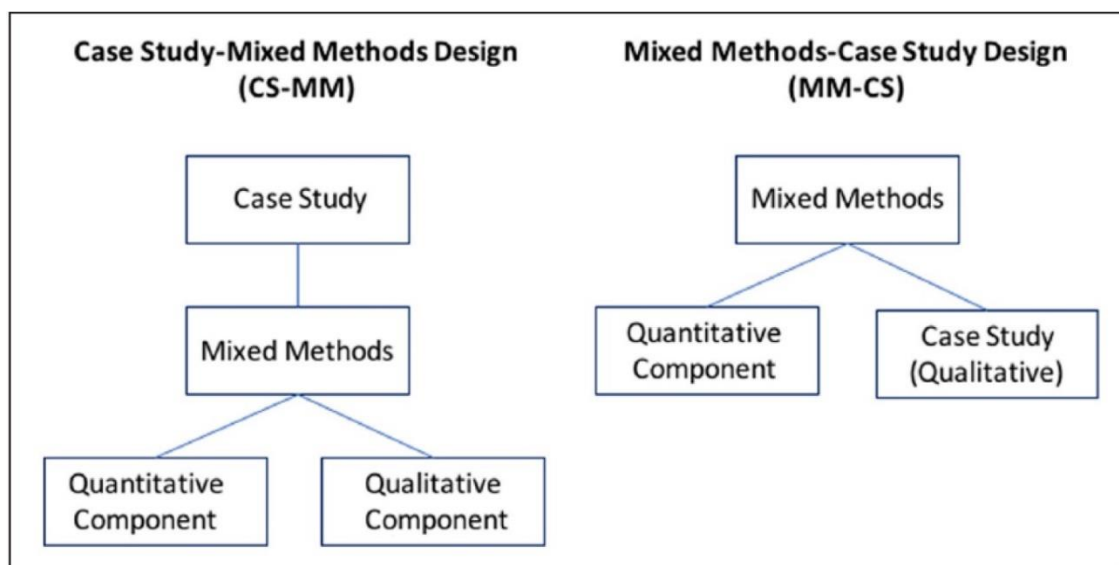 Case Study-Mixed Methods Design
(CS-MM)
Case Study
Mixed Methods
Quantitative
Component
Qualitative
Component
Mixed Methods-Case Study Design
(MM-CS)
Mixed Methods
Quantitative
Component
Case Study
(Qualitative)